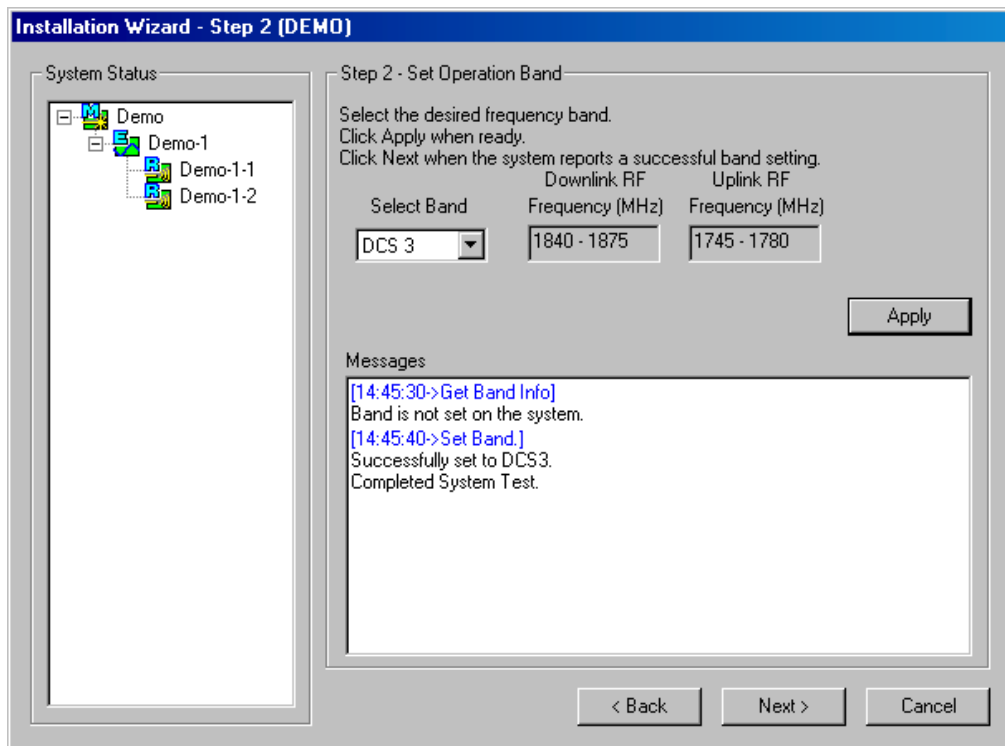 Installation Wizard - Step 2 (DEMO)
System Status
Demo
Demo-1
Demo-1-1
Demo-1-2
Step 2 - Set Operation Band
Select the desired frequency band.
Click Apply when ready.
Click Next when the system reports a successful band setting.
Select Band
Downlink RF
Frequency (MHz)
Uplink RF
Frequency (MHz)
DCS 3
1840 - 1875
1745 - 1780
Apply
Messages
[14:45:30->Get Band Info]
Band is not set on the system.
[14:45:40->Set Band.]
Successfully set to DCS3.
Completed System Test.
< Back
Next >
Cancel